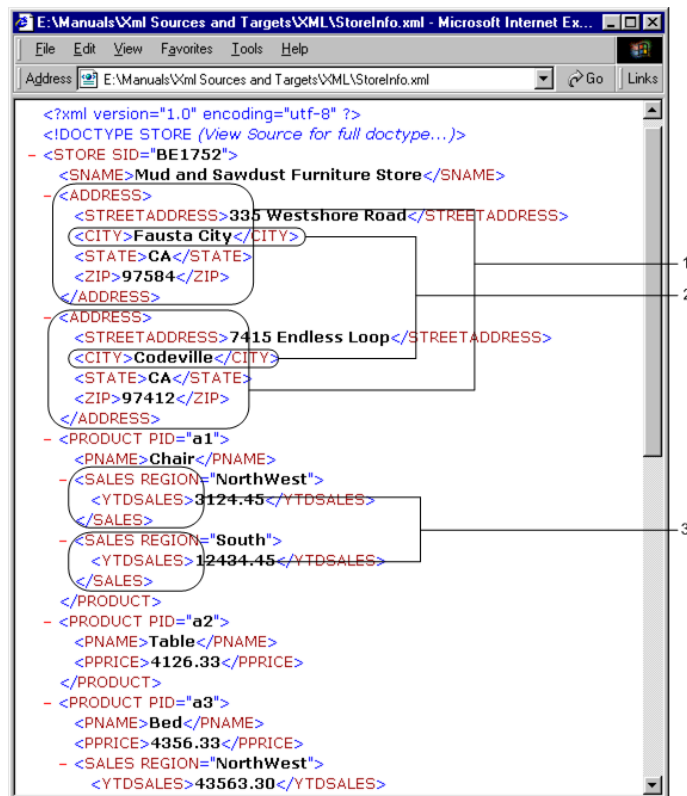 E:\Manuals\Xml Sources and Targets\XML\StoreInfo.xml - Microsoft Internet Ex...
File Edit View Favorites Tools Help
Address E:\Manuals\Xml Sources and Targets\XML\StoreInfo.xml Go Links
<?xml version="1.0" encoding="utf-8" ?>
<!DOCTYPE STORE (View Source for full doctype...)>
- <STORE SID="BE1752">
<SNAME>Mud and Sawdust Furniture Store</SNAME>
- <ADDRESS>
<STREETADDRESS>335 Westshore Road</STREETADDRESS>
<CITY>Fausta City</CITY>
<STATE>CA</STATE>
1
<ZIP>97584</ZIP>
2
</ADDRESS>
- <ADDRESS>
<STREETADDRESS>7415 Endless Loop</STREETADDRESS>
<CITY>Codeville</CITY>
<STATE>CA</STATE>
<ZIP>97412</ZIP>
</ADDRESS>
- <PRODUCT PID="a1">
<PNAME>Chair</PNAME>
- <SALES REGION="NorthWest">
<YTDSALES>3124.45</YTDSALES>
</SALES>
3
- <SALES REGION="South">
<YTDSALES>12434.45</YTDSALES>
</SALES>
</PRODUCT>
- <PRODUCT PID="a2">
<PNAME>Table</PNAME>
<PPRICE>4126.33</PPRICE>
</PRODUCT>
- <PRODUCT PID="a3">
<PNAME>Bed</PNAME>
<PPRICE>4356.33</PPRICE>
- <SALES REGION="NorthWest">
<YTDSALES>43563.30</YTDSALES>